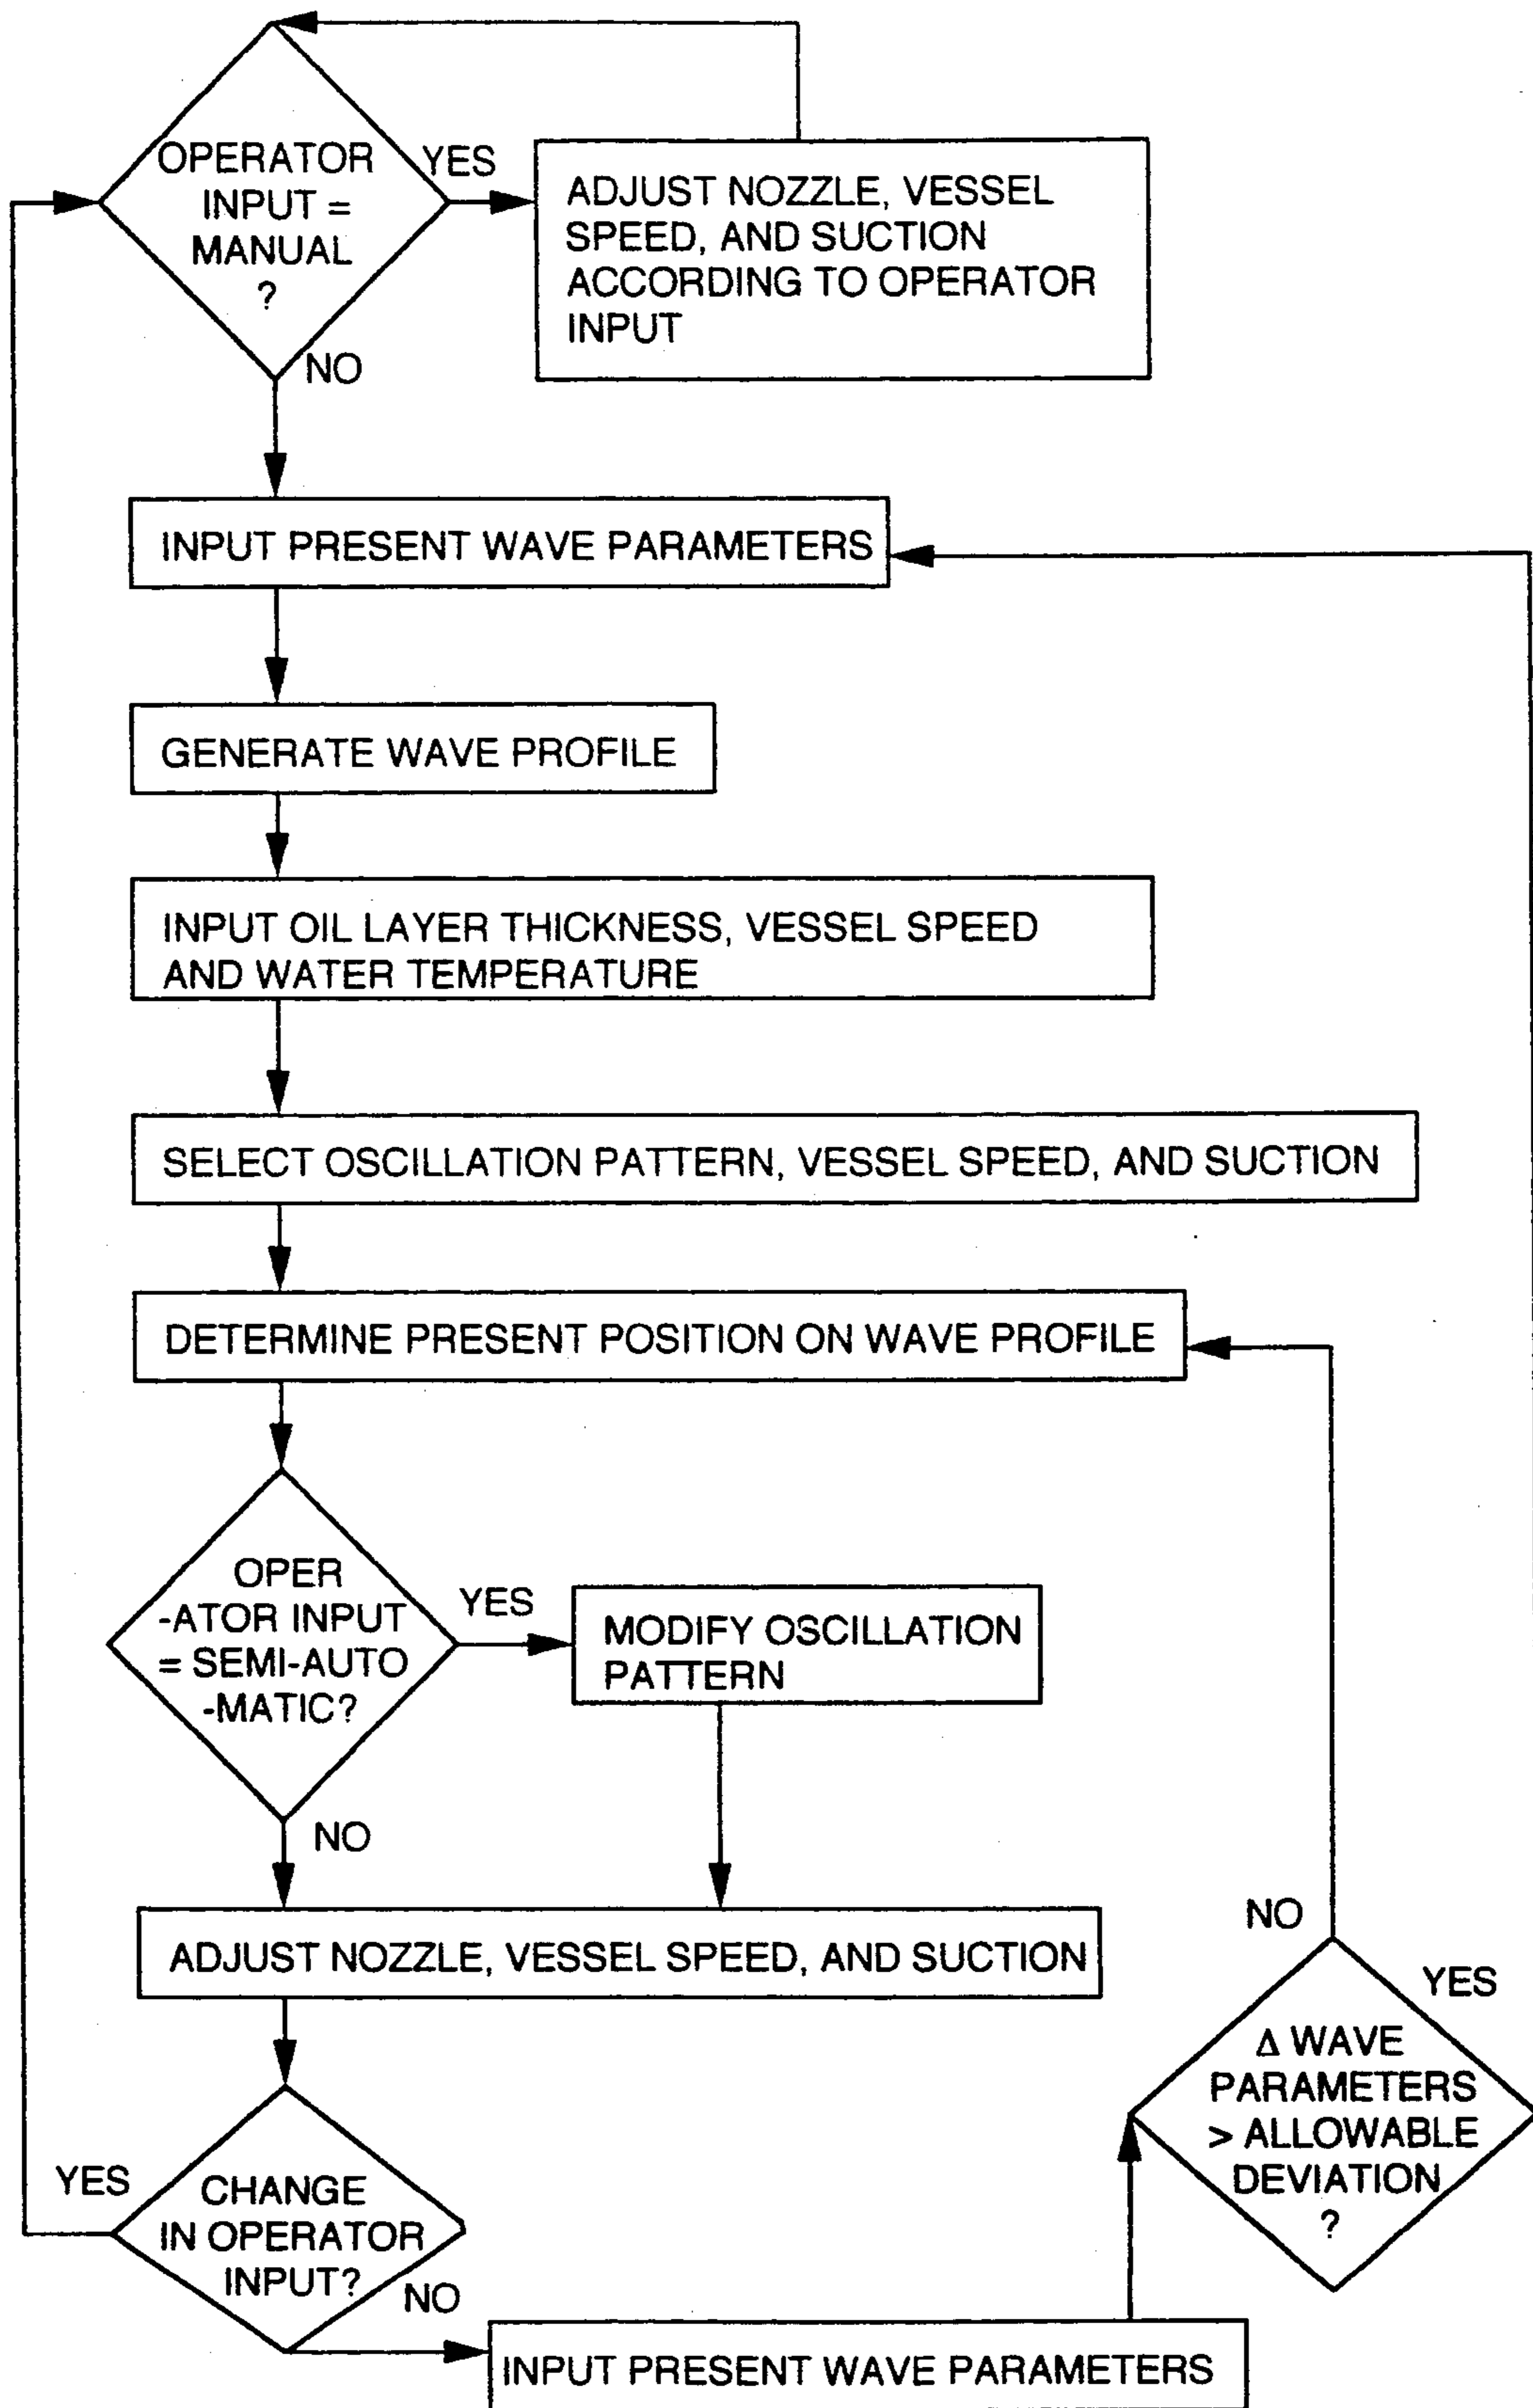 OPERATOR
INPUT =
MANUAL
?
YES
NO
ADJUST NOZZLE, VESSEL
SPEED, AND SUCTION
ACCORDING TO OPERATOR
INPUT
INPUT PRESENT WAVE PARAMETERS
GENERATE WAVE PROFILE
INPUT OIL LAYER THICKNESS, VESSEL SPEED
AND WATER TEMPERATURE
SELECT OSCILLATION PATTERN, VESSEL SPEED, AND SUCTION
DETERMINE PRESENT POSITION ON WAVE PROFILE
OPER
-ATOR INPUT
= SEMI-AUTO
-MATIC?
YES
NO
MODIFY OSCILLATION
PATTERN
ADJUST NOZZLE, VESSEL SPEED, AND SUCTION
CHANGE
IN OPERATOR
INPUT?
YES
NO
INPUT PRESENT WAVE PARAMETERS
Δ WAVE
PARAMETERS
> ALLOWABLE
DEVIATION
?
NO
YES